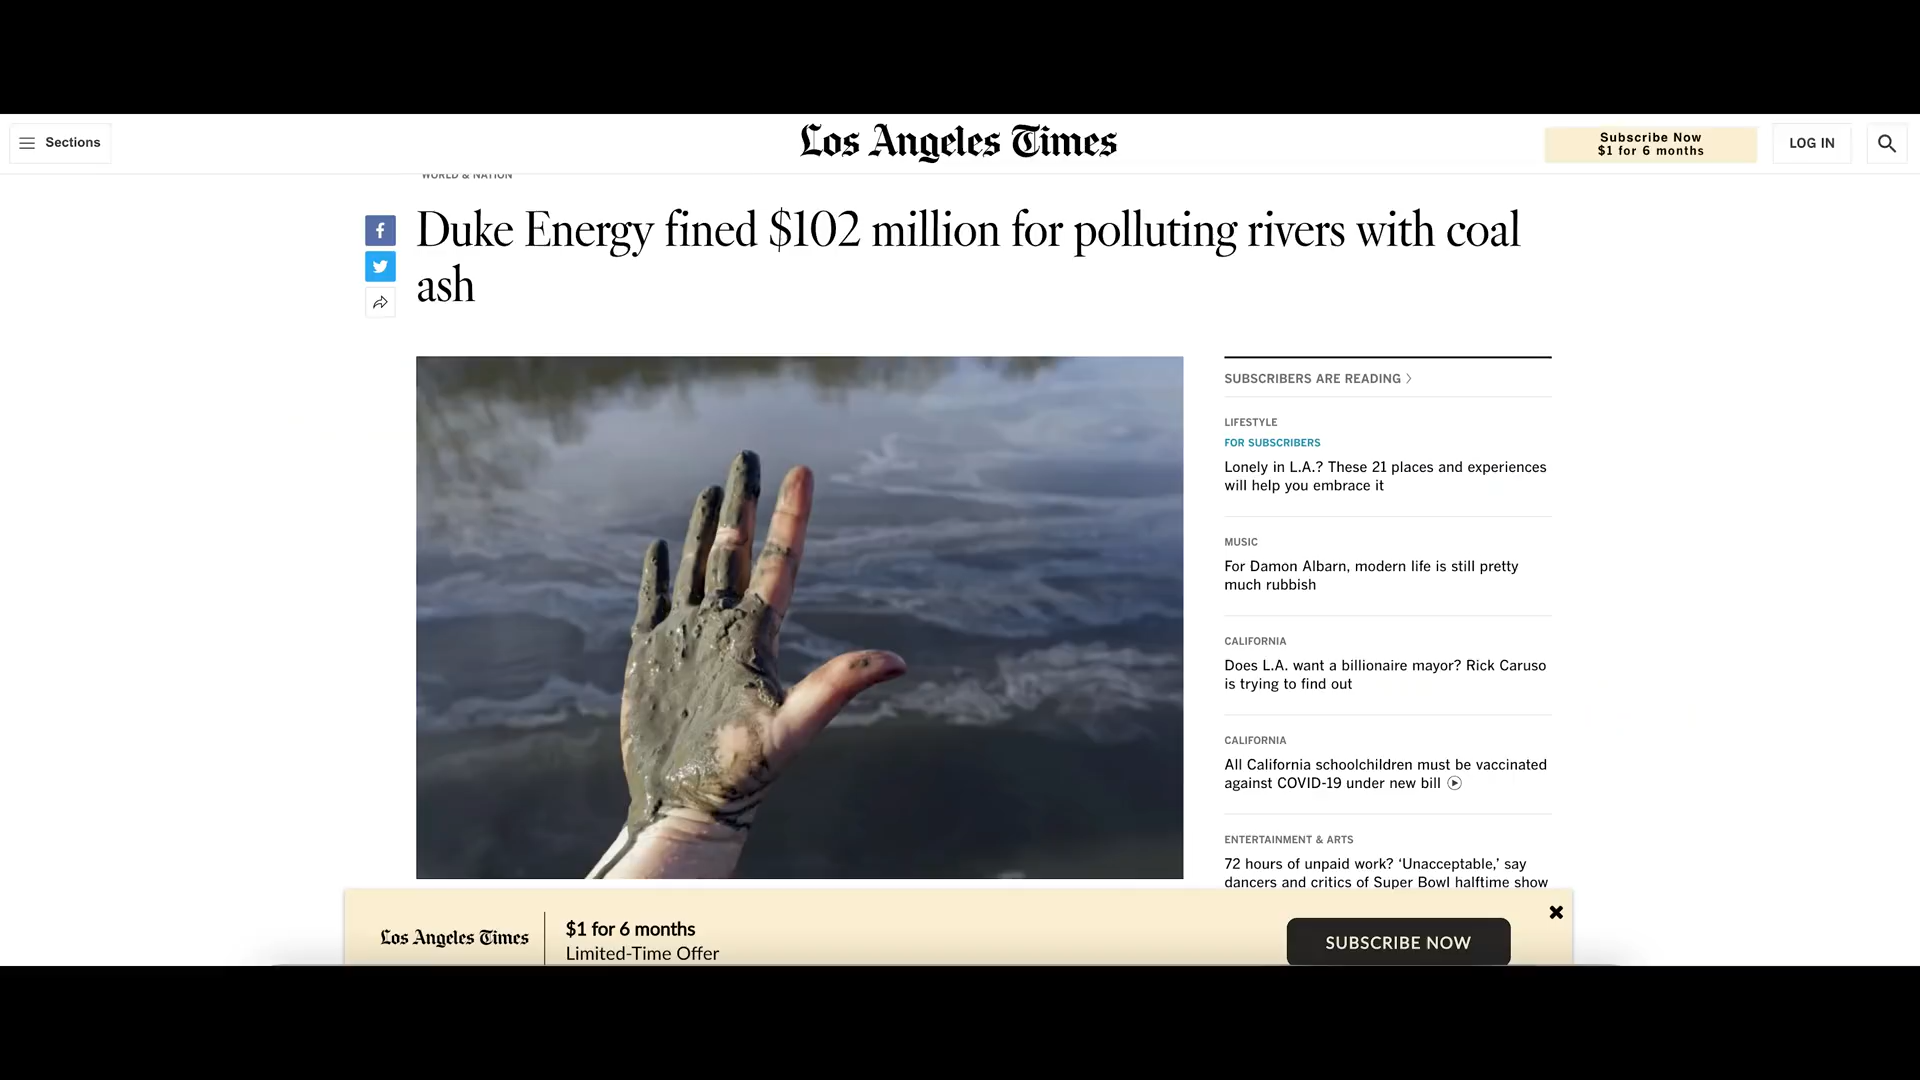 Sections
Los Angeles Times
Subscribe Now
$1 for 6 months
LOG IN
WORLD & NATION
Duke Energy fined $102 million for polluting rivers with coal
ash
SUBSCRIBERS ARE READING
LIFESTYLE
FOR SUBSCRIBERS
Lonely in L.A.? These 21 places and experiences
will help you embrace it
MUSIC
For Damon Albarn, modern life is still pretty
much rubbish
CALIFORNIA
Does L.A. want a billionaire mayor? Rick Caruso
is trying to find out
CALIFORNIA
All California schoolchildren must be vaccinated
against COVID-19 under new bill
ENTERTAINMENT & ARTS
72 hours of unpaid work? ‘Unacceptable,’ say
dancers and critics of Super Bowl halftime show
Los Angeles Times
$1 for 6 months
Limited-Time Offer
SUBSCRIBE NOW